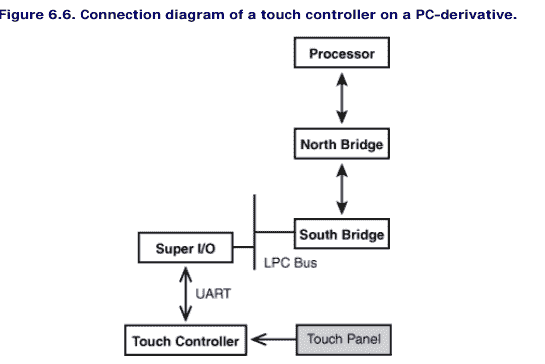 Figure 6.6. Connection diagram of a touch controller on a PC-derivative.
Processor
North Bridge
South Bridge
Super I/O
LPC Bus
UART
Touch Controller
Touch Panel